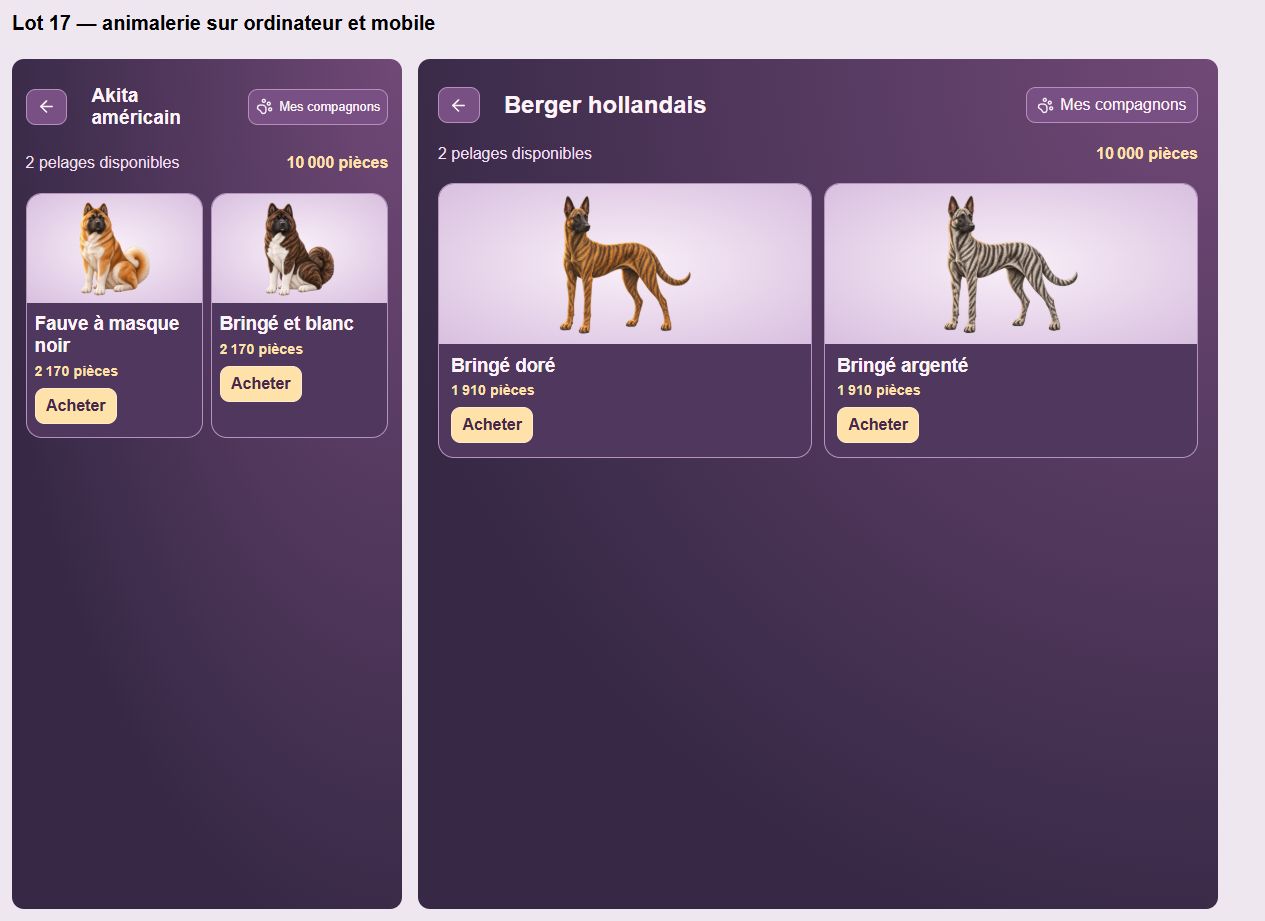 Lot 17 — animalerie sur ordinateur et mobile
Akita
américain
Mes compagnons
2 pelages disponibles
10 000 pièces
Fauve à masque
noir
2 170 pièces
Acheter
Bringé et blanc
2 170 pièces
Acheter
Berger hollandais
Mes compagnons
2 pelages disponibles
10 000 pièces
Bringé doré
1 910 pièces
Acheter
Bringé argenté
1 910 pièces
Acheter